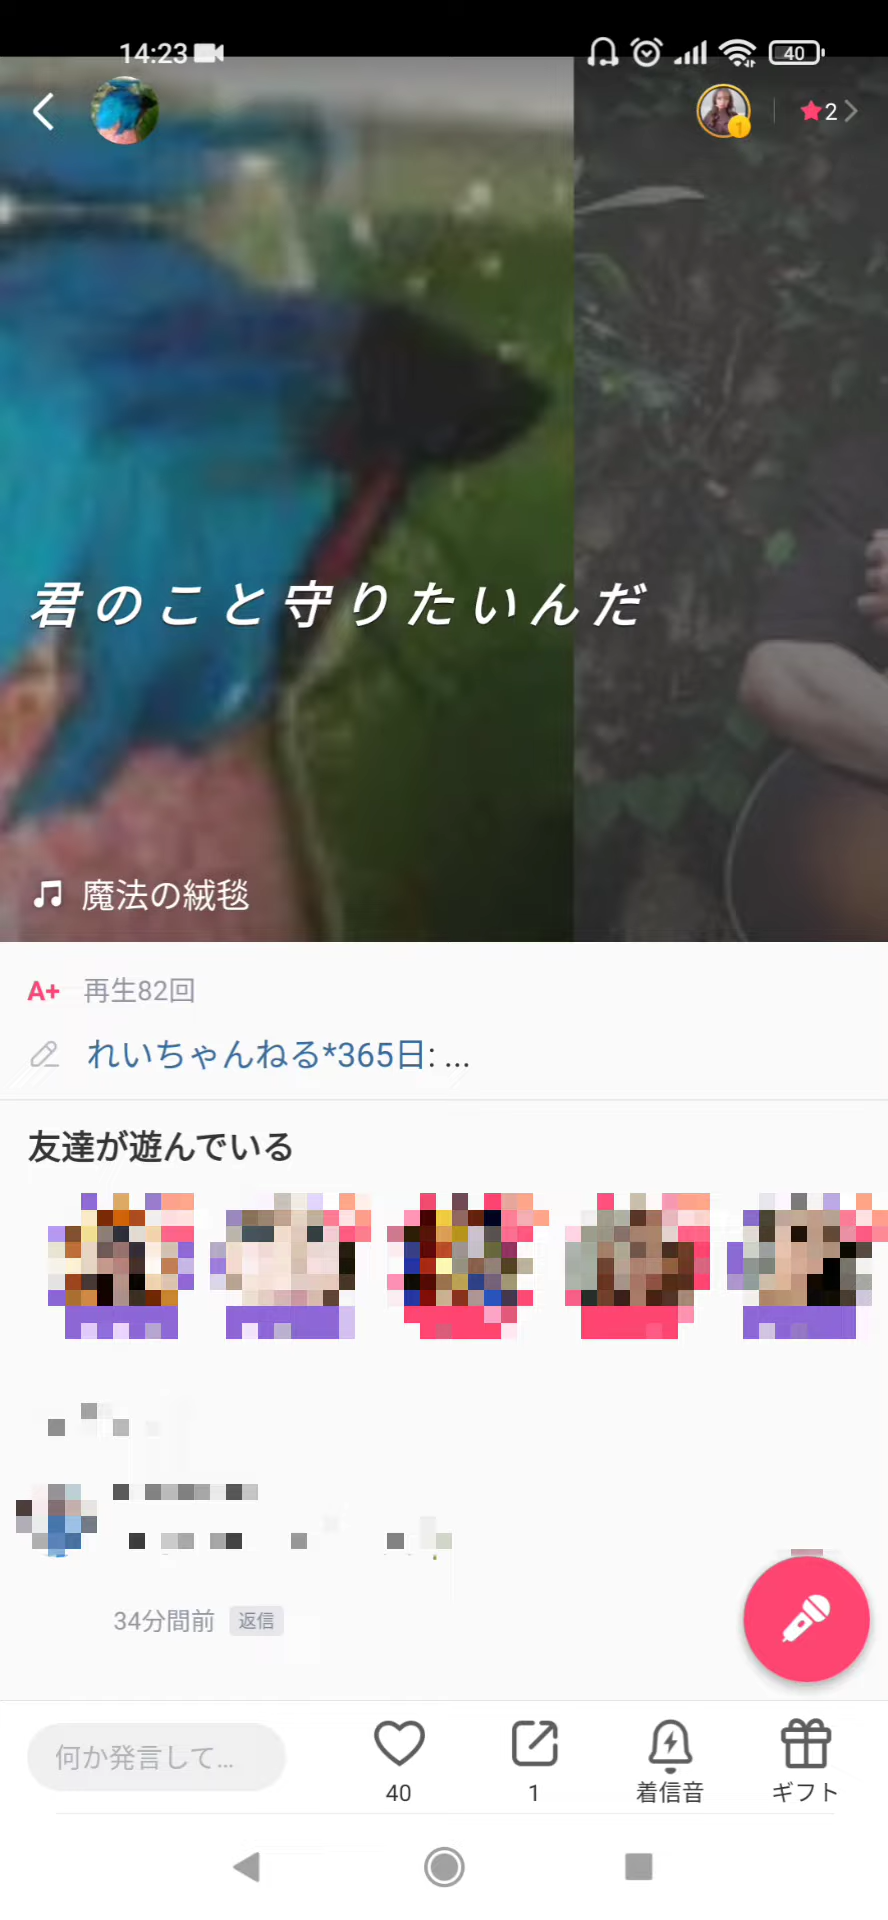 14:23
40
2
1
君のこと守りたいんだ
魔法の絨毯
A+ 再生82回
れいちゃんねる*365日: ...
友達が遊んでいる
34分間前 返信
何か発言して...
40
1
着信音
ギフト